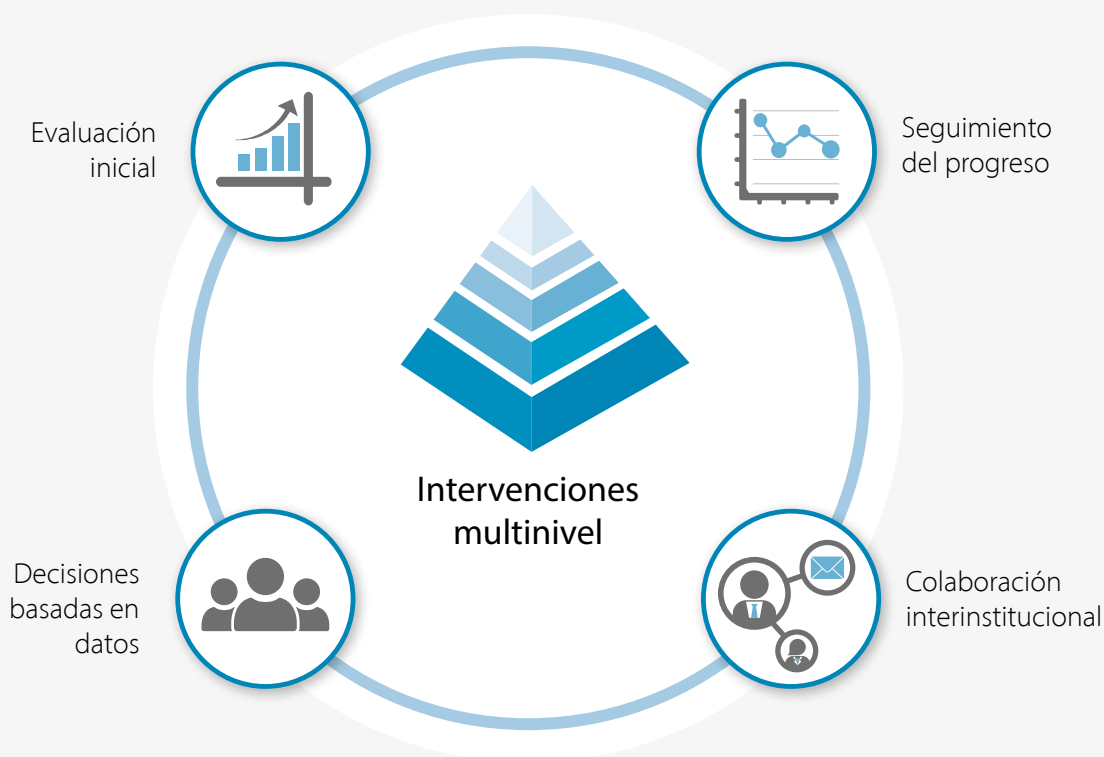 Evaluación
inicial
Seguimiento
del progreso
Intervenciones
multinivel
Decisiones
basadas en
datos
Colaboración
interinstitucional